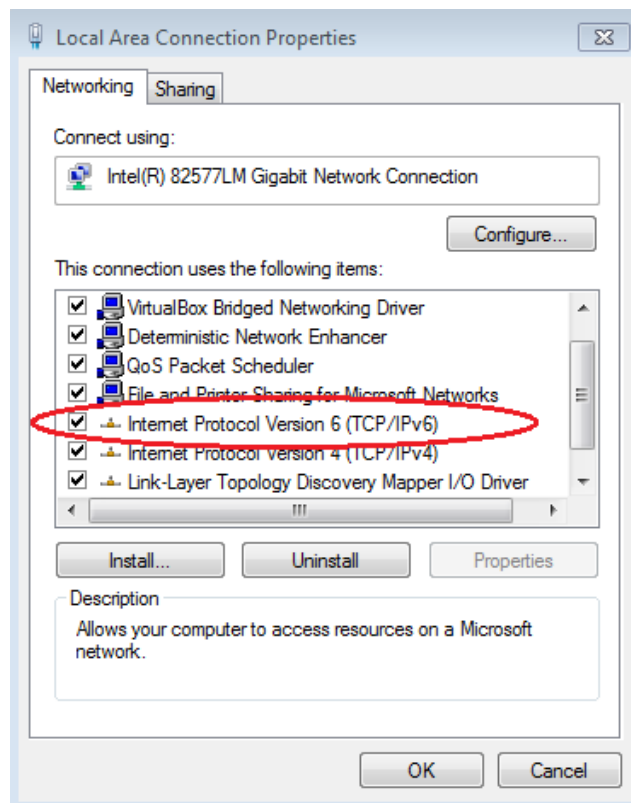 Local Area Connection Properties
Networking
Sharing
Connect using:
Intel(R) 82577LM Gigabit Network Connection
Configure...
This connection uses the following items:
VirtualBox Bridged Networking Driver
Deterministic Network Enhancer
QoS Packet Scheduler
File and Printer Sharing for Microsoft Networks
Internet Protocol Version 6 (TCP/IPv6)
Internet Protocol Version 4 (TCP/IPv4)
Link-Layer Topology Discovery Mapper I/O Driver
Install...
Uninstall
Properties
Description
Allows your computer to access resources on a Microsoft
network.
OK
Cancel